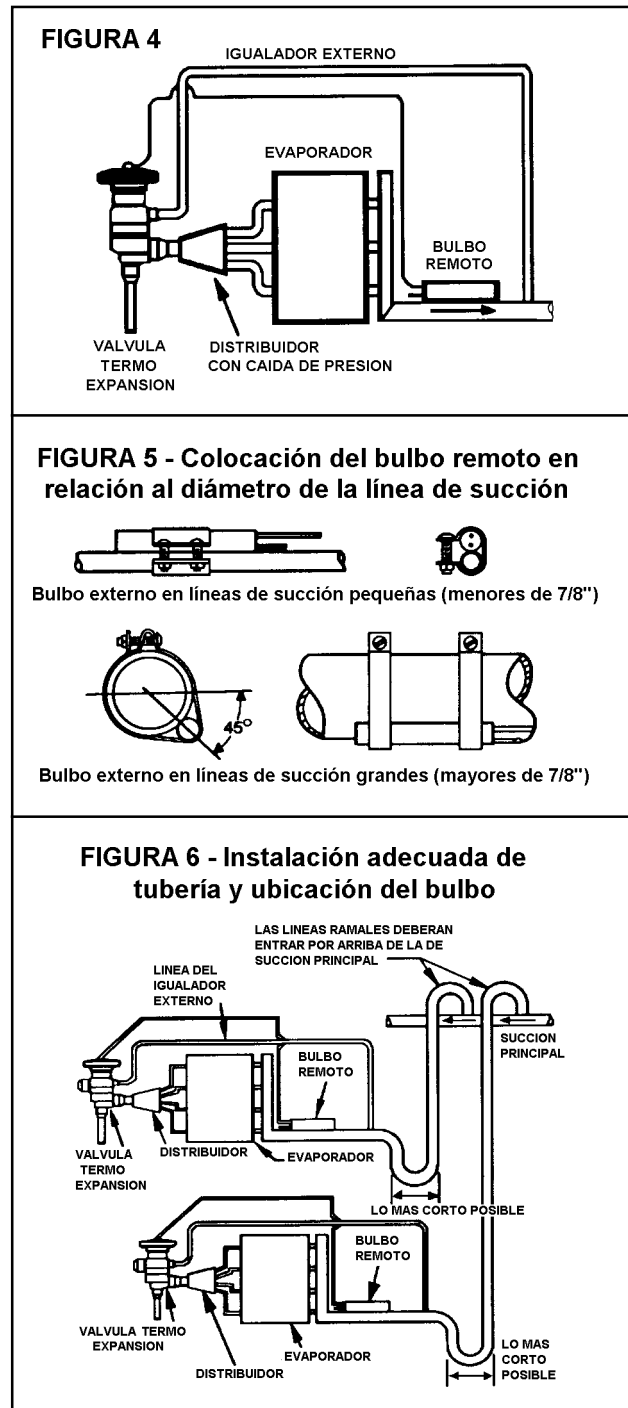 FIGURA 4
IGUALADOR EXTERNO
EVAPORADOR
BULBO
REMOTO
VALVULA
TERMO
EXPANSION
DISTRIBUIDOR
CON CAIDA DE PRESION
FIGURA 5 - Colocación del bulbo remoto en
relación al diámetro de la línea de succión
Bulbo externo en líneas de succión pequeñas (menores de 7/8")
45°
Bulbo externo en líneas de succión grandes (mayores de 7/8")
FIGURA 6 - Instalación adecuada de
tubería y ubicación del bulbo
LAS LINEAS RAMALES DEBERAN
ENTRAR POR ARRIBA DE LA DE
SUCCION PRINCIPAL
LINEA DEL
IGUALADOR
EXTERNO
SUCCION
PRINCIPAL
BULBO
REMOTO
VALVULA
TERMO
EXPANSION
DISTRIBUIDOR
EVAPORADOR
LO MAS CORTO POSIBLE
BULBO
REMOTO
VALVULA TERMO
EXPANSION
EVAPORADOR
DISTRIBUIDOR
LO MAS
CORTO
POSIBLE